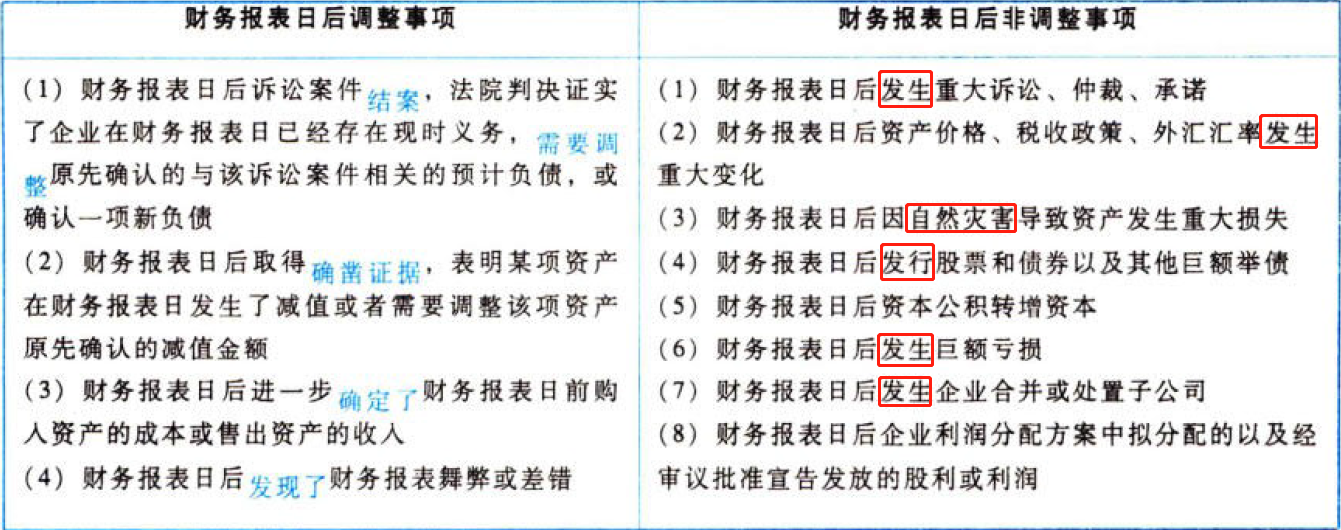 财务报表日后调整事项
(1) 财务报表日后诉讼案件结案，法院判决证实
了企业在财务报表日已经存在现时义务，需要调
整原先确认的与该诉讼案件相关的预计负债，或
确认一项新负债
(2) 财务报表日后取得确凿证据，表明某项资产
在财务报表日发生了减值或者需要调整该项资产
原先确认的减值金额
(3) 财务报表日后进一步确定了财务报表日前购
入资产的成本或售出资产的收入
(4) 财务报表日后发现了财务报表舞弊或差错
财务报表日后非调整事项
(1) 财务报表日后发生重大诉讼、仲裁、承诺
(2) 财务报表日后资产价格、税收政策、外汇汇率发生
重大变化
(3) 财务报表日后因自然灾害导致资产发生重大损失
(4) 财务报表日后发行股票和债券以及其他巨额举债
(5) 财务报表日后资本公积转增资本
(6) 财务报表日后发生巨额亏损
(7) 财务报表日后发生企业合并或处置子公司
(8) 财务报表日后企业利润分配方案中拟分配的以及经
审议批准宣告发放的股利或利润